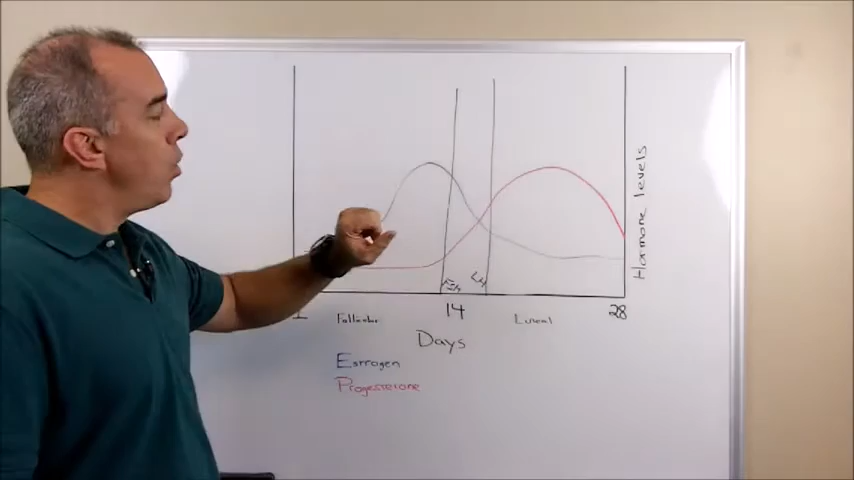 Hormone levels
1
14
28
Follicular
Luteal
Days
Estrogen
Progesterone